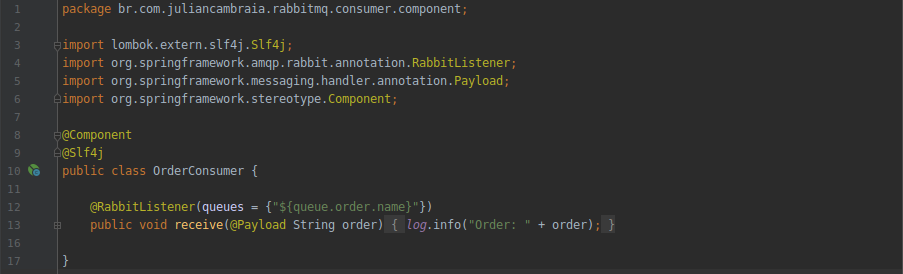 1 package br.com.juliancambraia.rabbitmq.consumer.component;
2
3 import lombok.extern.slf4j.Slf4j;
4 import org.springframework.amqp.rabbit.annotation.RabbitListener;
5 import org.springframework.messaging.handler.annotation.Payload;
6 import org.springframework.stereotype.Component;
7
8 @Component
9 @Slf4j
10 public class OrderConsumer {
11
12 @RabbitListener(queues = {"${queue.order.name}"})
13 public void receive(@Payload String order) { log.info("Order: " + order); }
16
17 }